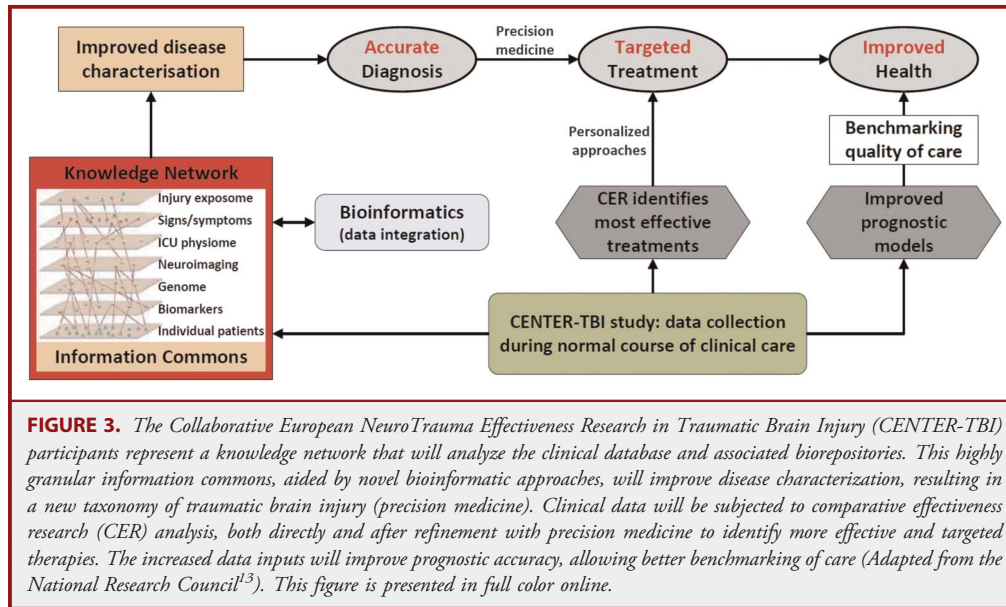 Improved disease
characterisation
Accurate
Diagnosis
Precision
medicine
Targeted
Treatment
Improved
Health
Personalized
approaches
Benchmarking
quality of care
Knowledge Network
Injury exposome
Signs/symptoms
ICU physiome
Neuroimaging
Genome
Biomarkers
Individual patients
Information Commons
Bioinformatics
(data integration)
CER identifies
most effective
treatments
Improved
prognostic
models
CENTER-TBI study: data collection
during normal course of clinical care
FIGURE 3. The Collaborative European NeuroTrauma Effectiveness Research in Traumatic Brain Injury (CENTER-TBI)
participants represent a knowledge network that will analyze the clinical database and associated biorepositories. This highly
granular information commons, aided by novel bioinformatic approaches, will improve disease characterization, resulting in
a new taxonomy of traumatic brain injury (precision medicine). Clinical data will be subjected to comparative effectiveness
research (CER) analysis, both directly and after refinement with precision medicine to identify more effective and targeted
therapies. The increased data inputs will improve prognostic accuracy, allowing better benchmarking of care (Adapted from the
National Research Council13). This figure is presented in full color online.